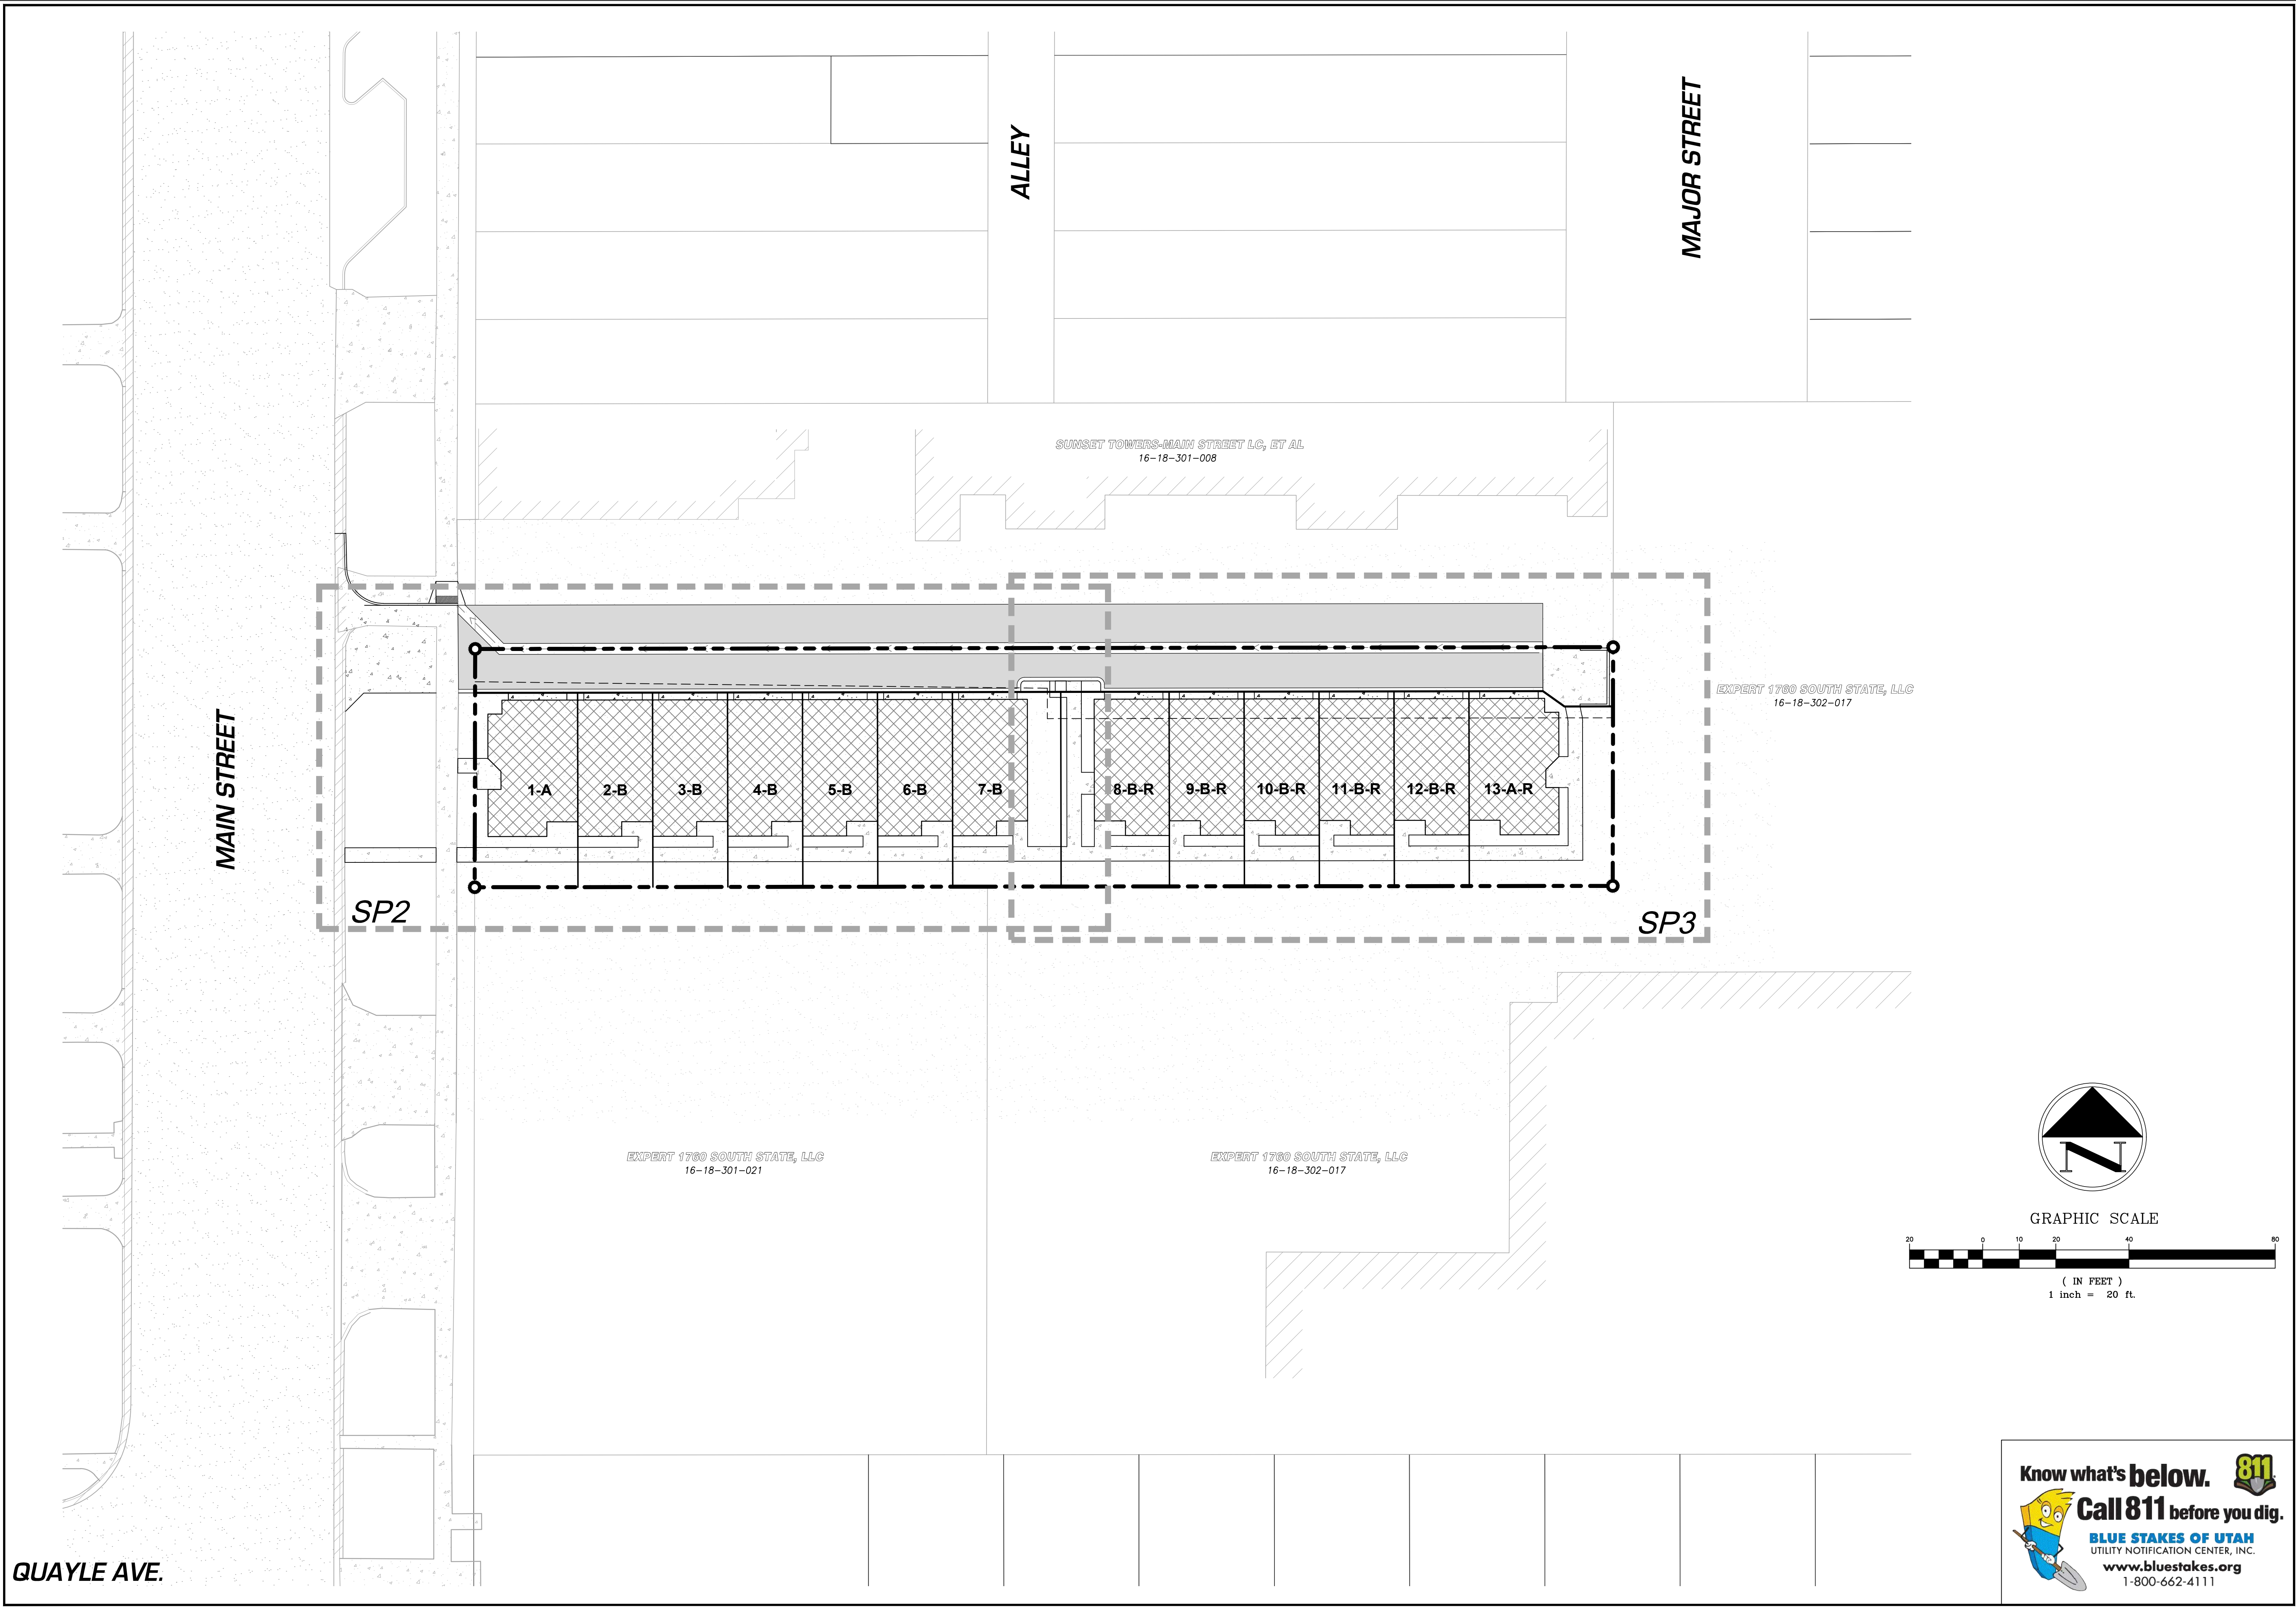 ALLEY
MAJOR STREET
SUNSET TOWERS-MAIN STREET LC, ET AL
16-18-301-008
EXPERT 1760 SOUTH STATE, LLC
16-18-302-017
MAIN STREET
1-A
2-B
3-B
4-B
5-B
6-B
7-B
8-B-R
9-B-R
10-B-R
11-B-R
12-B-R
13-A-R
SP2
SP3
EXPERT 1760 SOUTH STATE, LLC
16-18-301-021
EXPERT 1760 SOUTH STATE, LLC
16-18-302-017
N
GRAPHIC SCALE
20 0 10 20 40 80
( IN FEET )
1 inch = 20 ft.
QUAYLE AVE.
Know what's below.
811
Call 811 before you dig.
BLUE STAKES OF UTAH
UTILITY NOTIFICATION CENTER, INC.
www.bluestakes.org
1-800-662-4111